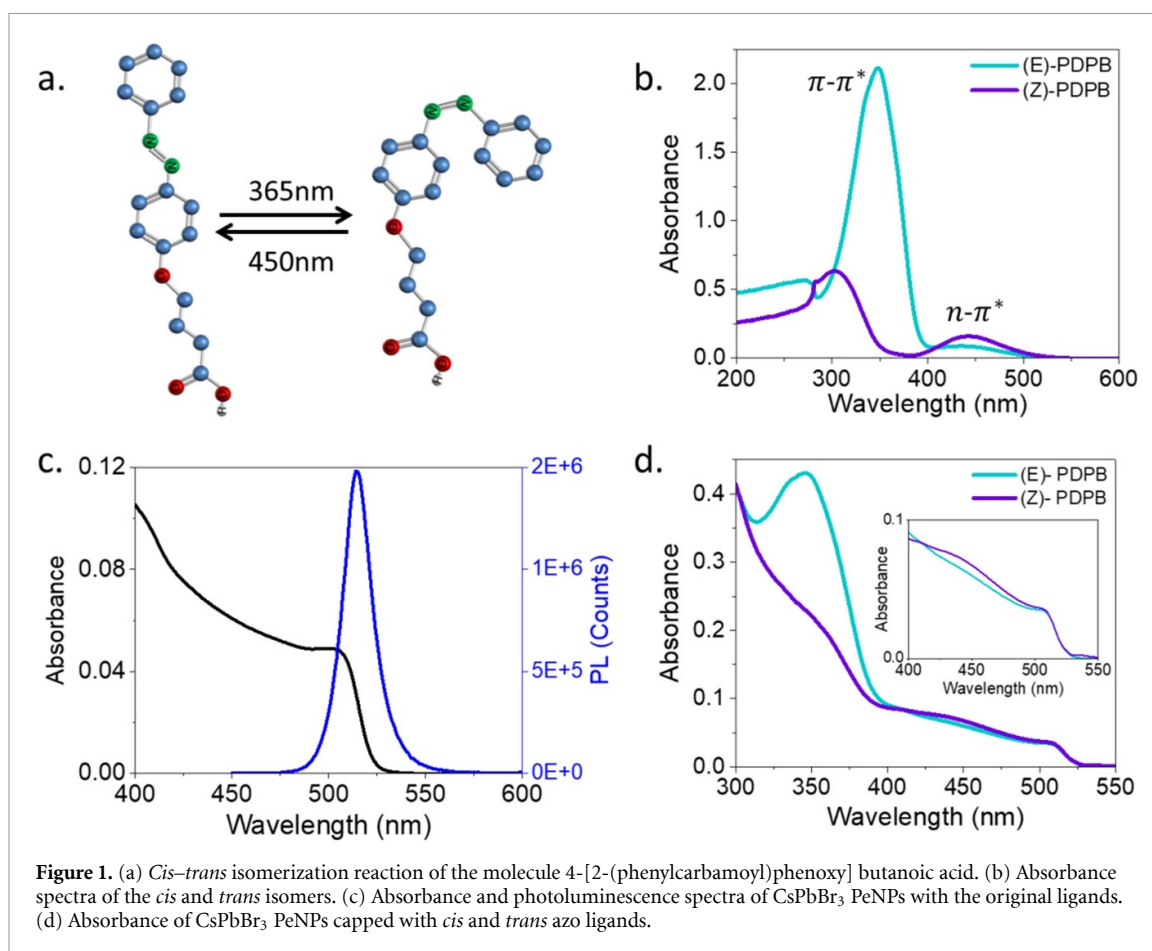 a.
N
N
O
O
O
H
365nm
450nm
N
N
O
O
O
H
b.
(E)-PDPB
(Z)-PDPB
π-π*
n-π*
Absorbance
2.0
1.5
1.0
0.5
0.0
200 300 400 500 600
Wavelength (nm)
c.
Absorbance
0.12
0.08
0.04
0.00
400 450 500 550 600
Wavelength (nm)
2E+6
1E+6
5E+5
0E+0
PL (Counts)
d.
(E)- PDPB
(Z)- PDPB
Absorbance
0.4
0.3
0.2
0.1
0.0
300 350 400 450 500 550
Wavelength (nm)
Absorbance
0.1
0.0
400 450 500 550
Wavelength (nm)
Figure 1. (a) Cis–trans isomerization reaction of the molecule 4-[2-(phenylcarbamoyl)phenoxy] butanoic acid. (b) Absorbance
spectra of the cis and trans isomers. (c) Absorbance and photoluminescence spectra of CsPbBr₃ PeNPs with the original ligands.
(d) Absorbance of CsPbBr₃ PeNPs capped with cis and trans azo ligands.